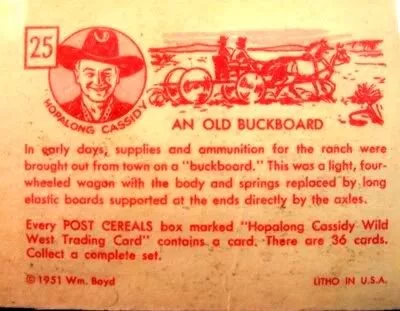 25
HOPALONG CASSIDY
AN OLD BUCKBOARD
In early days, supplies and ammunition for the ranch were
brought out from town on a "buckboard." This was a light, four-
wheeled wagon with the body and springs replaced by long
elastic boards supported at the ends directly by the axles.
Every POST CEREALS box marked "Hopalong Cassidy Wild
West Trading Card" contains a card. There are 36 cards.
Collect a complete set.
© 1951 Wm. Boyd
LITHO IN U.S.A.